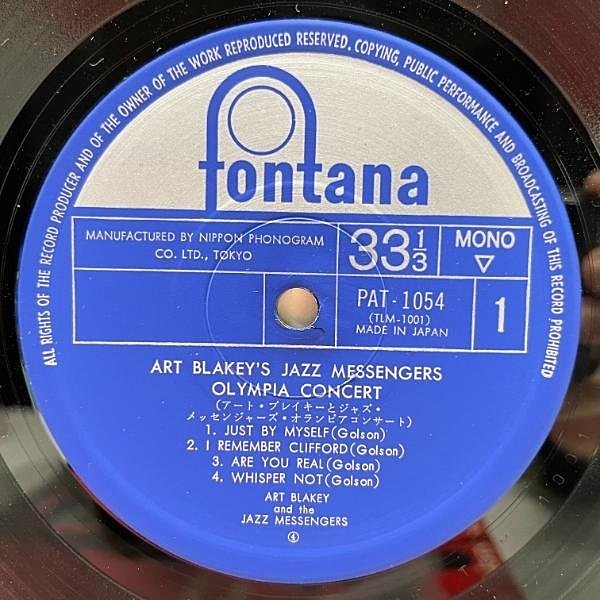 ALL RIGHTS OF THE RECORD PRODUCER AND OF THE OWNER OF THE WORK REPRODUCED RESERVED. COPYING, PUBLIC PERFORMANCE AND BROADCASTING OF THIS RECORD PROHIBITED
fontana
MANUFACTURED BY NIPPON PHONOGRAM
CO. LTD., TOKYO
33 1/3
MONO
▽
PAT-1054
(TLM-1001)
MADE IN JAPAN
1
ART BLAKEY'S JAZZ MESSENGERS
OLYMPIA CONCERT
(アート・ブレイキーとジャズ・
メッセンジャーズ・オランピアコンサート)
1. JUST BY MYSELF (Golson)
2. I REMEMBER CLIFFORD (Golson)
3. ARE YOU REAL (Golson)
4. WHISPER NOT (Golson)
ART BLAKEY
and the
JAZZ MESSENGERS
④